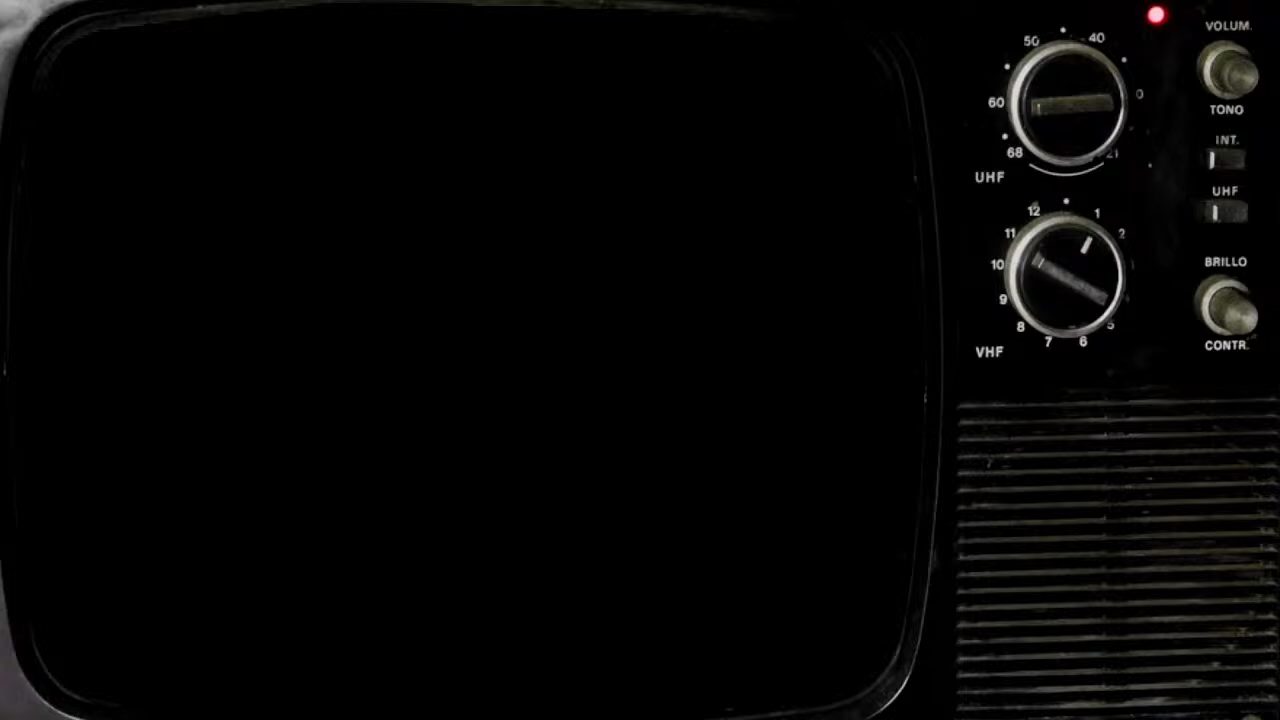 50 40
60 0
68 21
UHF
12 1
11 2
10
9
8 5
7 6
VHF
VOLUM.
TONO
INT.
UHF
BRILLO
CONTR.